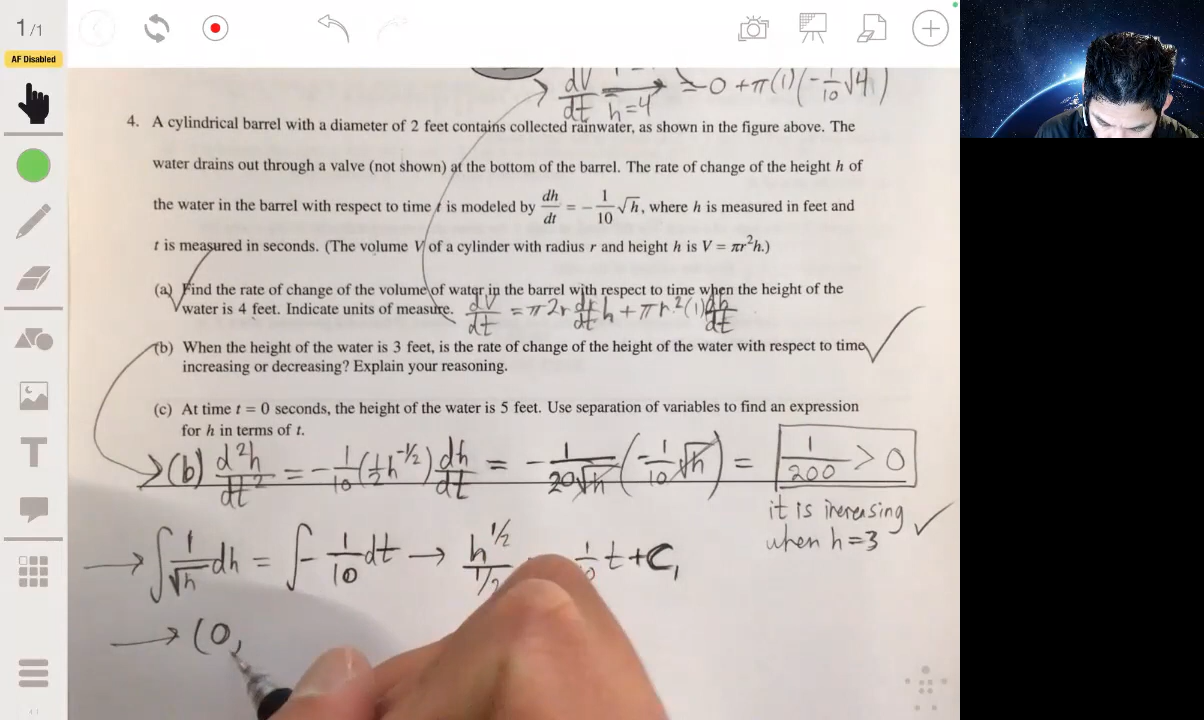 1/1
AF Disabled
T
dV/dt → h=4 = 0 + π(1)(-1/10 √4)
4. A cylindrical barrel with a diameter of 2 feet contains collected rainwater, as shown in the figure above. The
water drains out through a valve (not shown) at the bottom of the barrel. The rate of change of the height h of
the water in the barrel with respect to time t is modeled by dh/dt = -1/10 √h, where h is measured in feet and
t is measured in seconds. (The volume V of a cylinder with radius r and height h is V = πr²h.)
(a) Find the rate of change of the volume of water in the barrel with respect to time when the height of the
water is 4 feet. Indicate units of measure. dV/dt = π2r dr/dt h + πr²(1) dh/dt
(b) When the height of the water is 3 feet, is the rate of change of the height of the water with respect to time
increasing or decreasing? Explain your reasoning.
(c) At time t = 0 seconds, the height of the water is 5 feet. Use separation of variables to find an expression
for h in terms of t.
→ (b) d²h/dt² = -1/10 (1/2 h^-1/2) dh/dt = -1/20√h (-1/10 √h) = 1/200 > 0
it is increasing
when h=3
→ ∫ 1/√h dh = ∫ - 1/10 dt → h^1/2 / 1/2 t + C₁
→ (0,